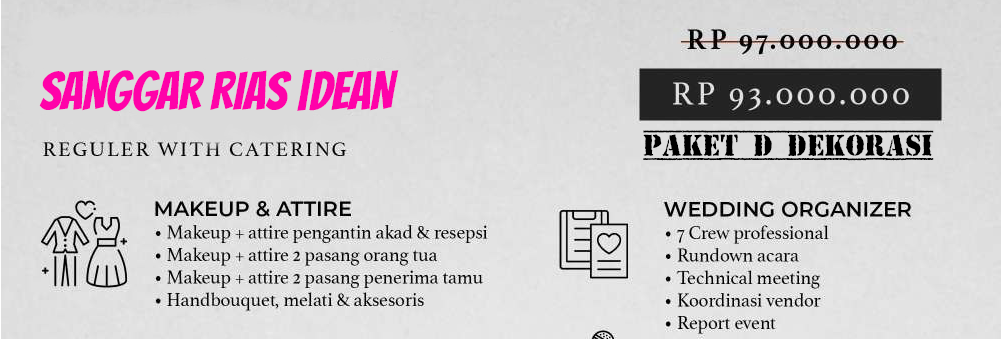 RP 97.000.000
SANGGAR RIAS IDEAN
RP 93.000.000
REGULER WITH CATERING
PAKET D DEKORASI
MAKEUP & ATTIRE
• Makeup + attire pengantin akad & resepsi
• Makeup + attire 2 pasang orang tua
• Makeup + attire 2 pasang penerima tamu
• Handbouquet, melati & aksesoris
WEDDING ORGANIZER
• 7 Crew professional
• Rundown acara
• Technical meeting
• Koordinasi vendor
• Report event